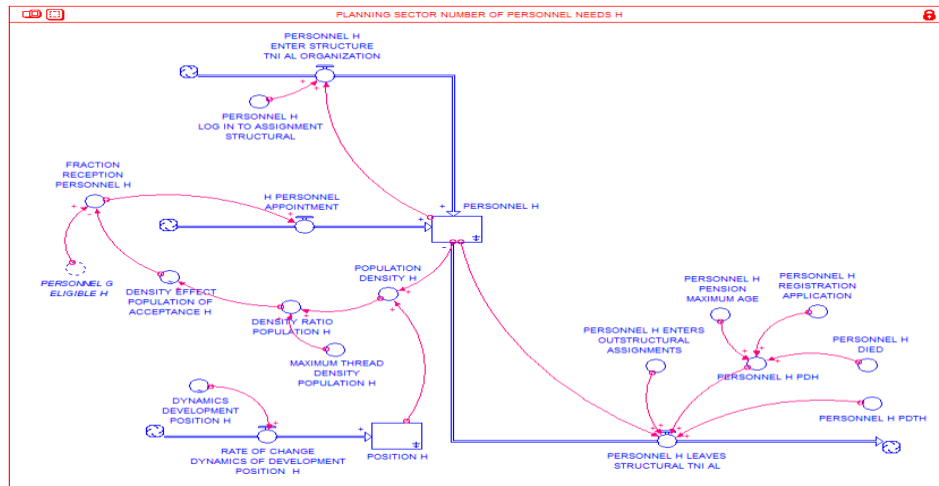 PLANNING SECTOR NUMBER OF PERSONNEL NEEDS H
PERSONNEL H
ENTER STRUCTURE
TNI AL ORGANIZATION
PERSONNEL H
LOG IN TO ASSIGNMENT
STRUCTURAL
FRACTION
RECEPTION
PERSONNEL H
H PERSONNEL
APPOINTMENT
PERSONNEL H
PERSONNEL G
ELIGIBLE H
DENSITY EFFECT
POPULATION OF
ACCEPTANCE H
POPULATION
DENSITY H
DENSITY RATIO
POPULATION H
MAXIMUM THREAD
DENSITY
POPULATION H
PERSONNEL H
PENSION
MAXIMUM AGE
PERSONNEL H
REGISTRATION
APPLICATION
PERSONNEL H ENTERS
OUTSTRUCTURAL
ASSIGNMENTS
PERSONNEL H
DIED
PERSONNEL H PDH
PERSONNEL H PDTH
DYNAMICS
DEVELOPMENT
POSITION H
RATE OF CHANGE
DYNAMICS OF DEVELOPMENT
POSITION H
POSITION H
PERSONNEL H LEAVES
STRUCTURAL TNI AL